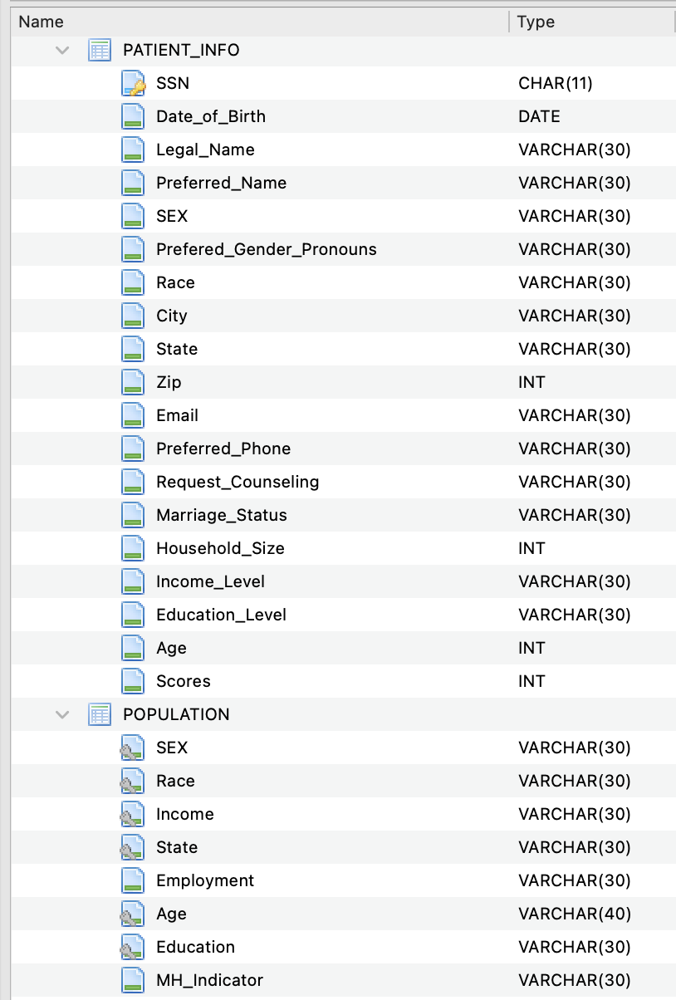 Name Type
PATIENT_INFO
SSN CHAR(11)
Date_of_Birth DATE
Legal_Name VARCHAR(30)
Preferred_Name VARCHAR(30)
SEX VARCHAR(30)
Prefered_Gender_Pronouns VARCHAR(30)
Race VARCHAR(30)
City VARCHAR(30)
State VARCHAR(30)
Zip INT
Email VARCHAR(30)
Preferred_Phone VARCHAR(30)
Request_Counseling VARCHAR(30)
Marriage_Status VARCHAR(30)
Household_Size INT
Income_Level VARCHAR(30)
Education_Level VARCHAR(30)
Age INT
Scores INT
POPULATION
SEX VARCHAR(30)
Race VARCHAR(30)
Income VARCHAR(30)
State VARCHAR(30)
Employment VARCHAR(30)
Age VARCHAR(40)
Education VARCHAR(30)
MH_Indicator VARCHAR(30)